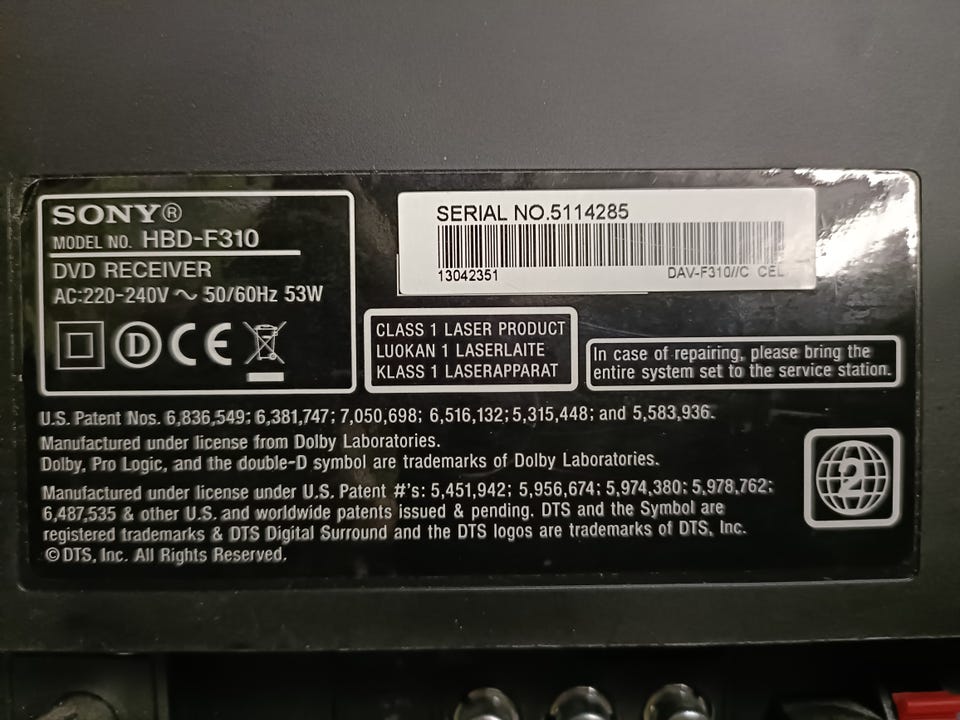 SONY®
MODEL NO. HBD-F310
DVD RECEIVER
AC:220-240V ~ 50/60Hz 53W
D CE
SERIAL NO.5114285
13042351 DAV-F310//C CEL
CLASS 1 LASER PRODUCT
LUOKAN 1 LASERLAITE
KLASS 1 LASERAPPARAT
In case of repairing, please bring the
entire system set to the service station.
U.S. Patent Nos. 6,836,549; 6,381,747; 7,050,698; 6,516,132; 5,315,448; and 5,583,936.
Manufactured under license from Dolby Laboratories.
Dolby, Pro Logic, and the double-D symbol are trademarks of Dolby Laboratories.
Manufactured under license under U.S. Patent #'s: 5,451,942; 5,956,674; 5,974,380; 5,978,762;
6,487,535 & other U.S. and worldwide patents issued & pending. DTS and the Symbol are
registered trademarks & DTS Digital Surround and the DTS logos are trademarks of DTS, Inc.
© DTS, Inc. All Rights Reserved.
2